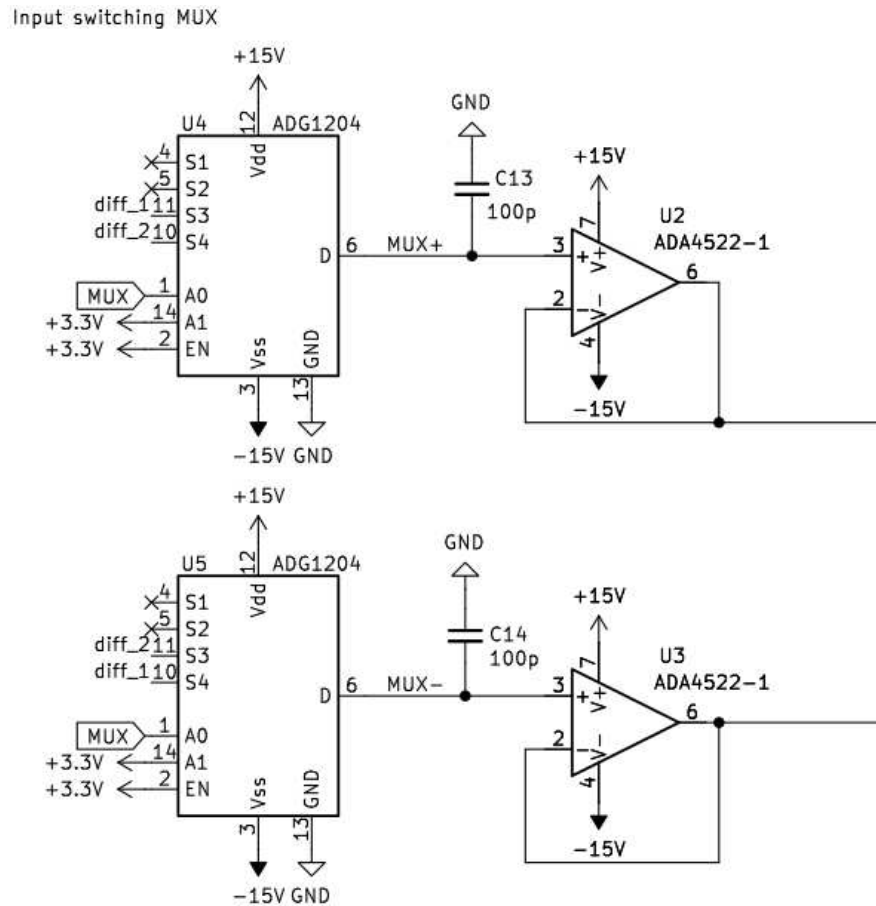 Input switching MUX
+15V
GND
U4
12
ADG1204
4
S1
Vdd
C13
100p
+15V
5
S2
7
U2
ADA4522-1
diff_1
11
S3
diff_2
10
S4
D
6
MUX+
3
+
V+
6
MUX
1
A0
2
−
V-
+3.3V
14
A1
+3.3V
2
EN
Vss
GND
4
3
13
-15V
-15V
GND
+15V
GND
U5
12
ADG1204
4
S1
Vdd
C14
100p
+15V
5
S2
7
U3
ADA4522-1
diff_2
11
S3
diff_1
10
S4
D
6
MUX-
3
+
V+
6
MUX
1
A0
2
−
V-
+3.3V
14
A1
+3.3V
2
EN
Vss
GND
4
3
13
-15V
-15V
GND